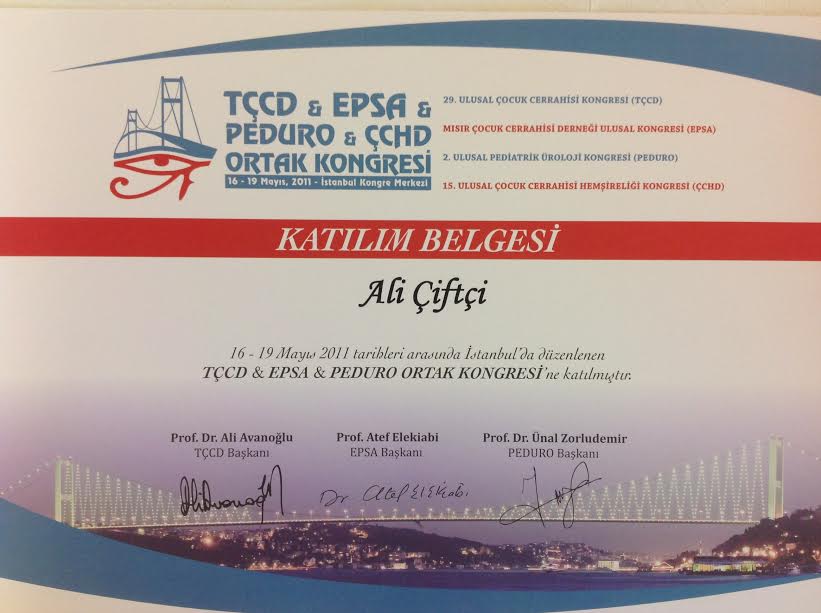 TÇCD & EPSA &
PEDURO & ÇCHD
ORTAK KONGRESİ
16 - 19 Mayıs, 2011 - İstanbul Kongre Merkezi
29. ULUSAL ÇOCUK CERRAHİSİ KONGRESİ (TÇCD)
MISIR ÇOCUK CERRAHİSİ DERNEĞİ ULUSAL KONGRESİ (EPSA)
2. ULUSAL PEDİATRİK ÜROLOJİ KONGRESİ (PEDURO)
15. ULUSAL ÇOCUK CERRAHİSİ HEMŞİRELİĞİ KONGRESİ (ÇCHD)
KATILIM BELGESİ
Ali Çiftçi
16 - 19 Mayıs 2011 tarihleri arasında İstanbul'da düzenlenen
TÇCD & EPSA & PEDURO ORTAK KONGRESİ'ne katılmıştır.
Prof. Dr. Ali Avanoğlu
TÇCD Başkanı
Prof. Atef Elekiabi
EPSA Başkanı
Prof. Dr. Ünal Zorludemir
PEDURO Başkanı
Dr Atef Elekiabi